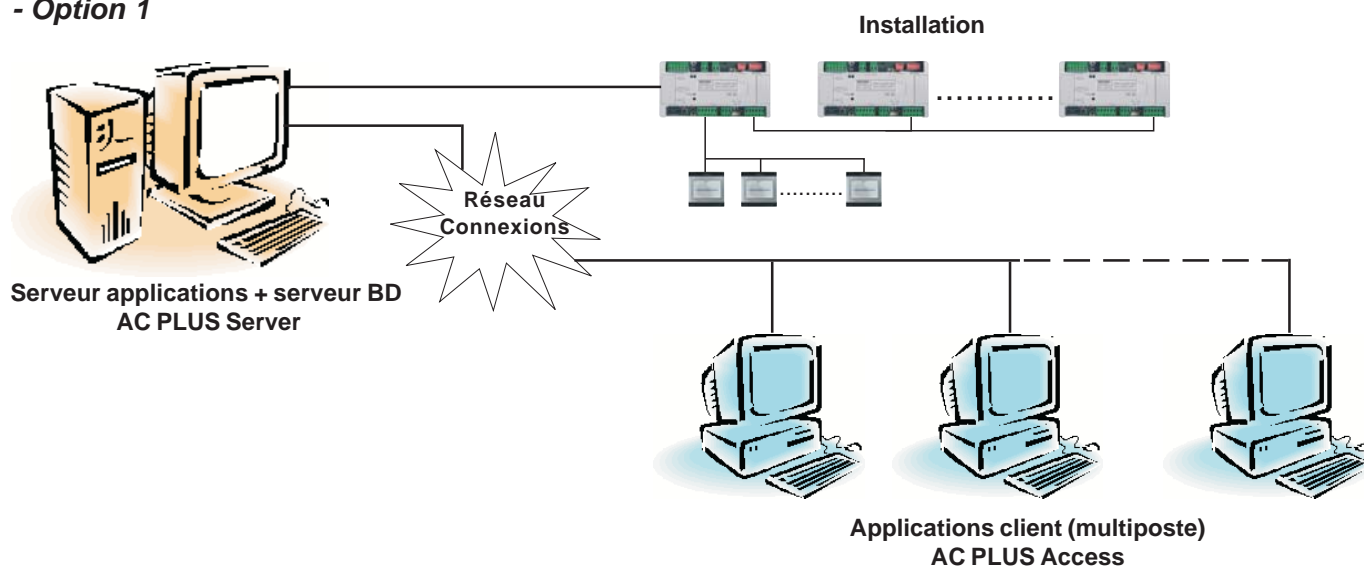 - Option 1
Installation
Réseau
Connexions
Serveur applications + serveur BD
AC PLUS Server
Applications client (multiposte)
AC PLUS Access